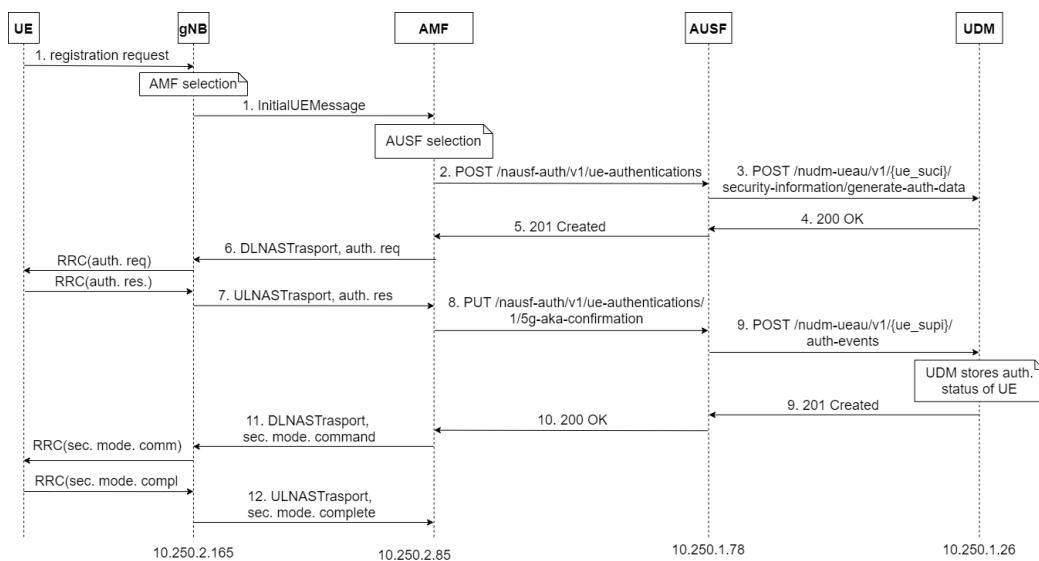 UE
gNB
AMF
AUSF
UDM
1. registration request
AMF selection
1. InitialUEMessage
AUSF selection
2. POST /nausf-auth/v1/ue-authentications
3. POST /nudm-ueau/v1/{ue_suci}/
security-information/generate-auth-data
4. 200 OK
5. 201 Created
6. DLNASTrasport, auth. req
RRC(auth. req)
RRC(auth. res.)
7. ULNASTrasport, auth. res
8. PUT /nausf-auth/v1/ue-authentications/
1/5g-aka-confirmation
9. POST /nudm-ueau/v1/{ue_supi}/
auth-events
UDM stores auth.
status of UE
9. 201 Created
10. 200 OK
11. DLNASTrasport,
sec. mode. command
RRC(sec. mode. comm)
RRC(sec. mode. compl
12. ULNASTrasport,
sec. mode. complete
10.250.2.165
10.250.2.85
10.250.1.78
10.250.1.26